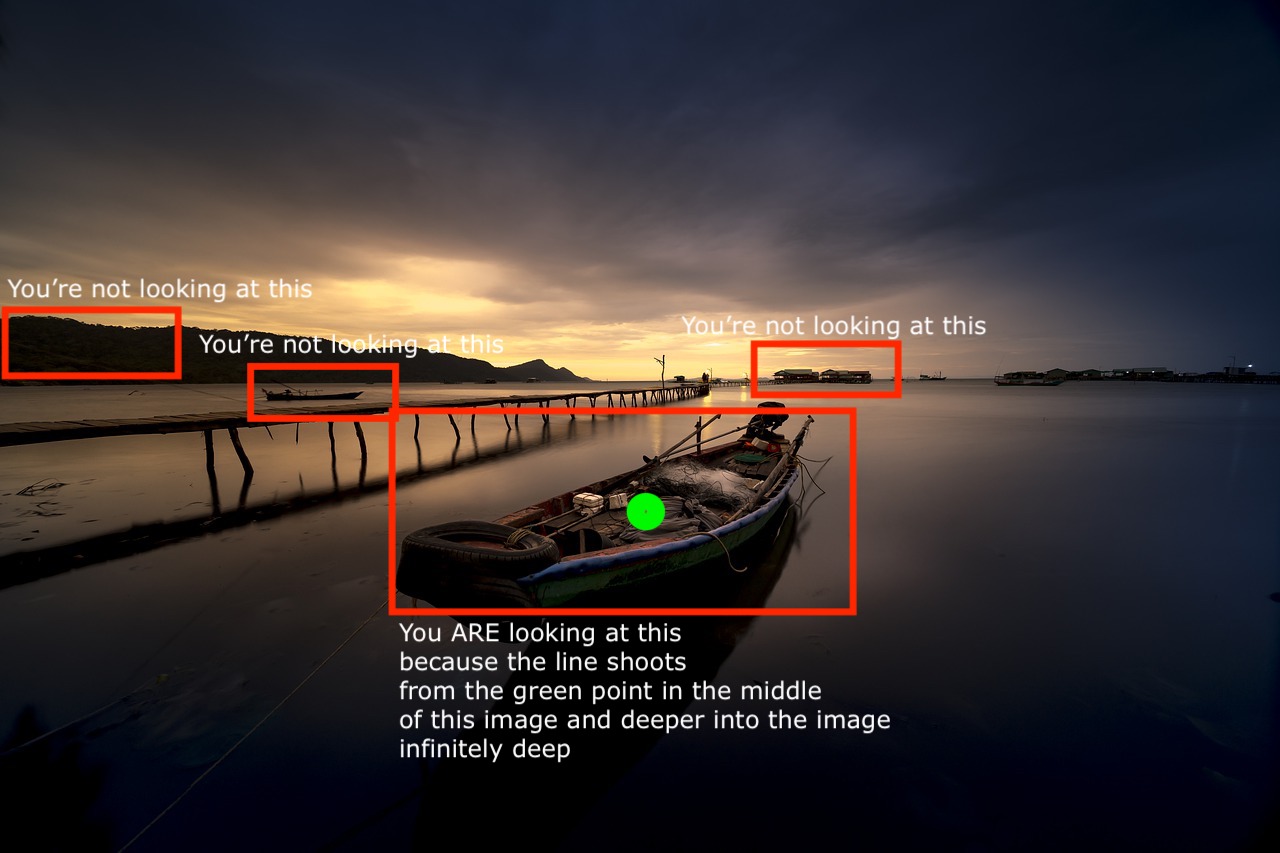 You’re not looking at this
You’re not looking at this
You’re not looking at this
You ARE looking at this
because the line shoots
from the green point in the middle
of this image and deeper into the image
infinitely deep